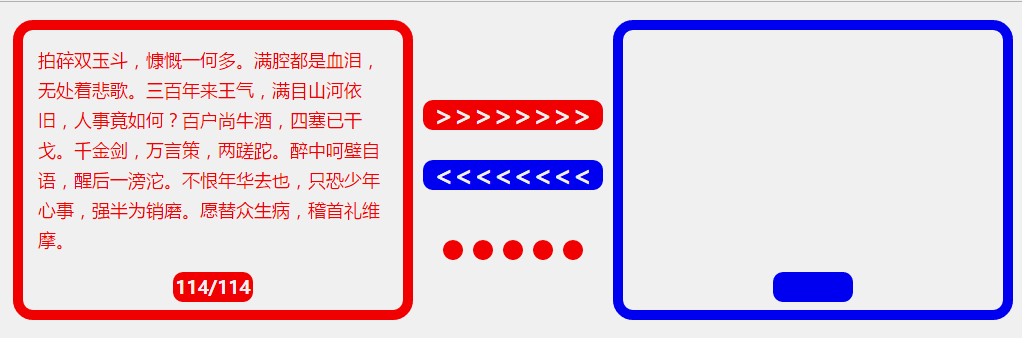 拍碎双玉斗，慷慨一何多。满腔都是血泪，
无处着悲歌。三百年来王气，满目山河依
旧，人事竟如何？百户尚牛酒，四塞已干
戈。千金剑，万言策，两蹉跎。醉中呵壁自
语，醒后一滂沱。不恨年华去也，只恐少年
心事，强半为销磨。愿替众生病，稽首礼维
摩。
114/114
>>>>>>>>
<<<<<<<<